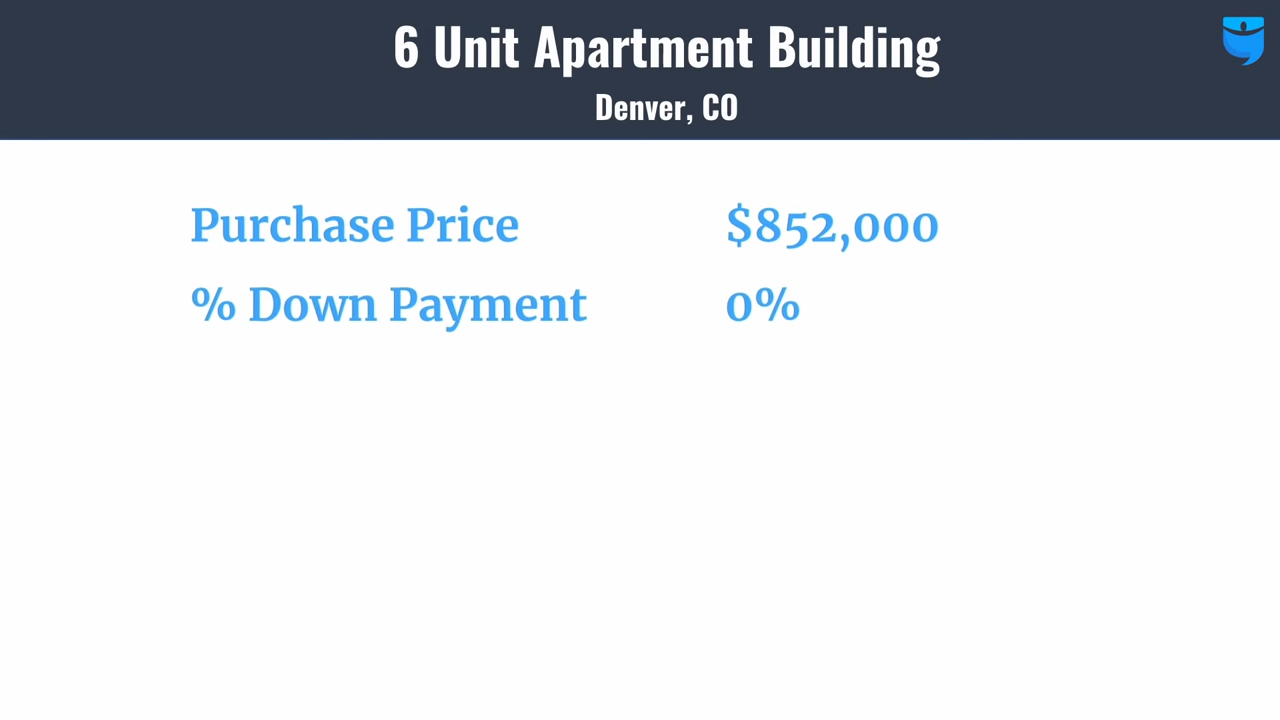 6 Unit Apartment Building
Denver, CO
Purchase Price $852,000
% Down Payment 0%